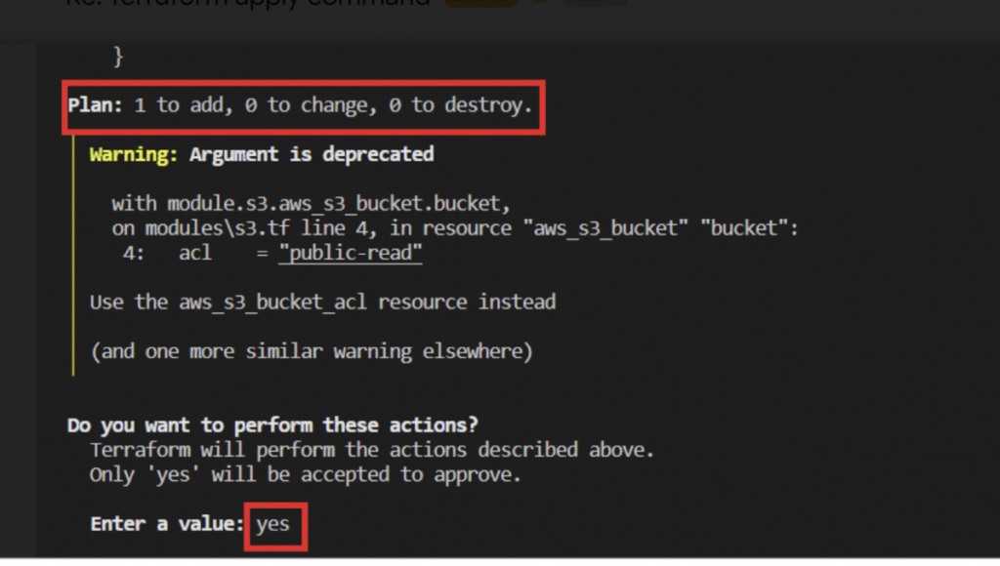 Re: Terraform apply command
}
Plan: 1 to add, 0 to change, 0 to destroy.
Warning: Argument is deprecated
with module.s3.aws_s3_bucket.bucket,
on modules\s3.tf line 4, in resource "aws_s3_bucket" "bucket":
4: acl = "public-read"
Use the aws_s3_bucket_acl resource instead
(and one more similar warning elsewhere)
Do you want to perform these actions?
Terraform will perform the actions described above.
Only 'yes' will be accepted to approve.
Enter a value: yes